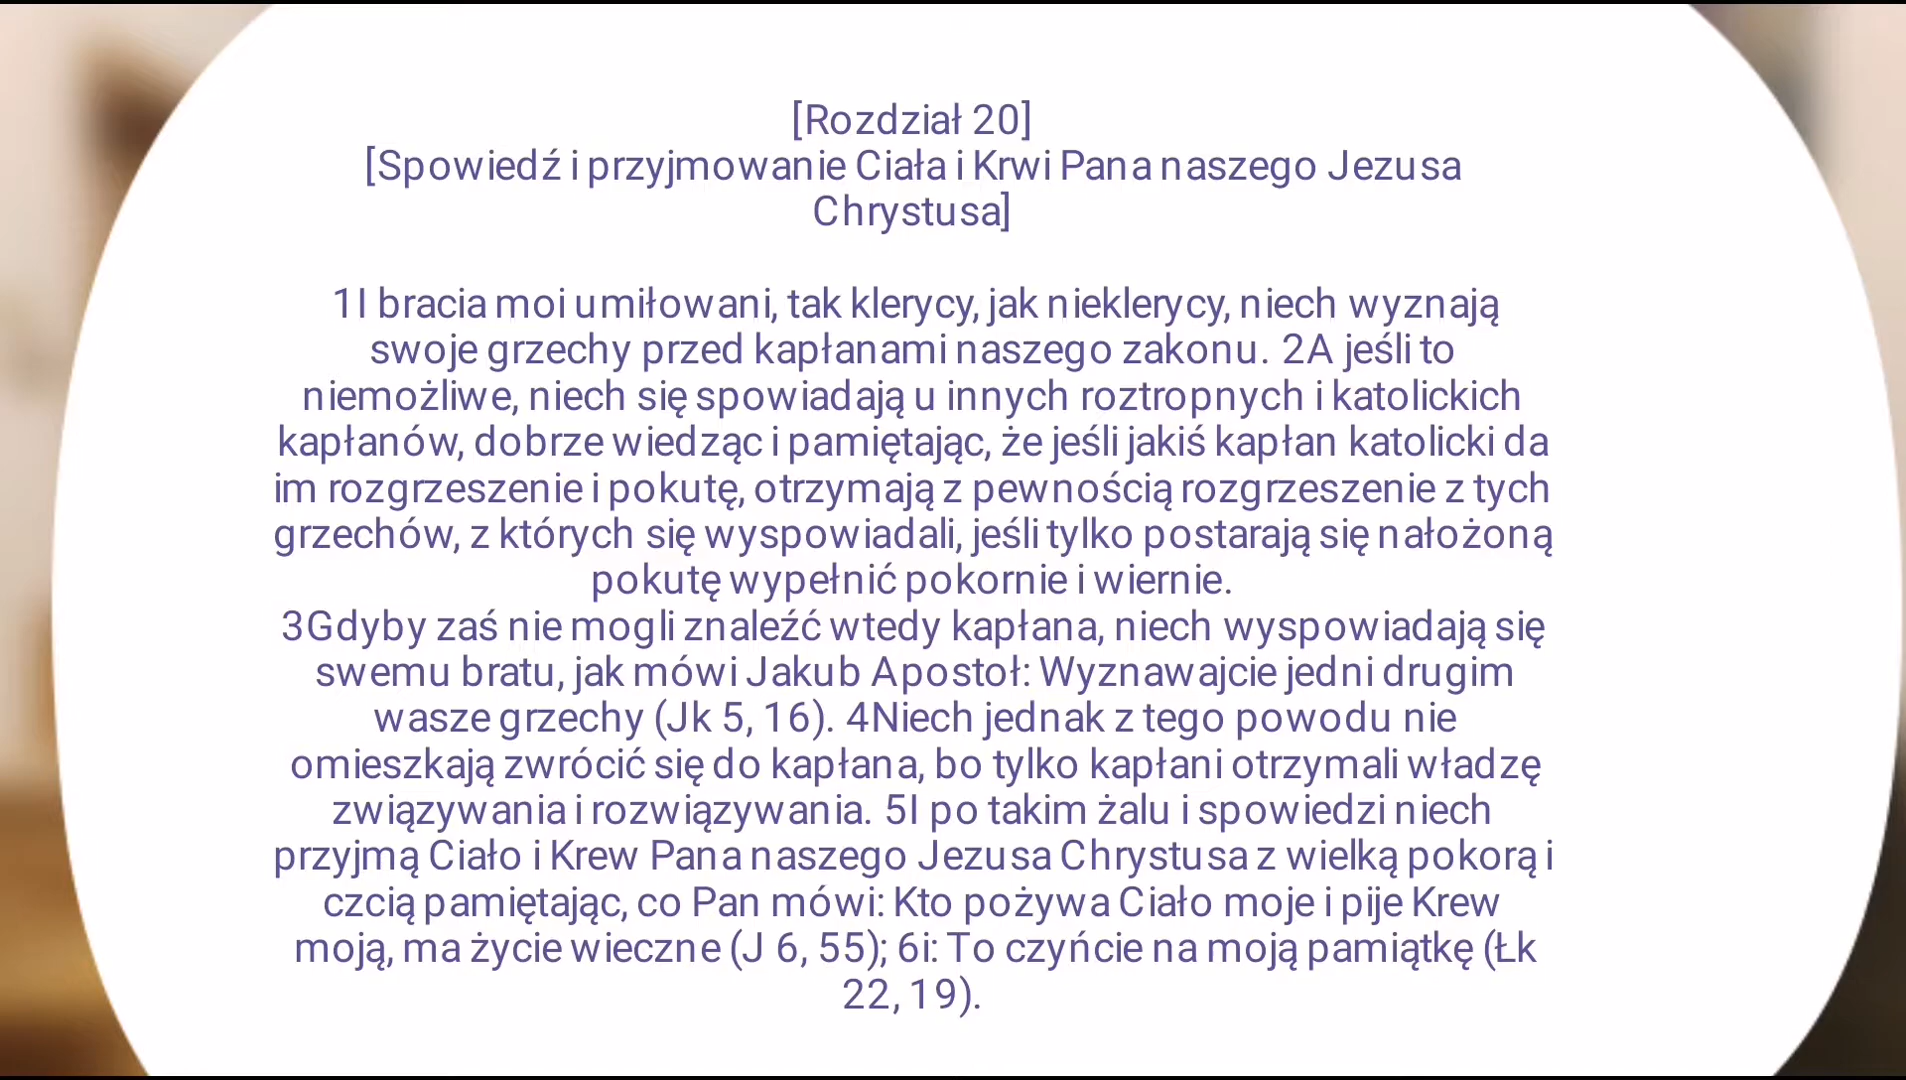 [Rozdział 20]
[Spowiedź i przyjmowanie Ciała i Krwi Pana naszego Jezusa
Chrystusa]
1I bracia moi umiłowani, tak klerycy, jak nieklerycy, niech wyznają
swoje grzechy przed kapłanami naszego zakonu. 2A jeśli to
niemożliwe, niech się spowiadają u innych roztropnych i katolickich
kapłanów, dobrze wiedząc i pamiętając, że jeśli jakiś kapłan katolicki da
im rozgrzeszenie i pokutę, otrzymają z pewnością rozgrzeszenie z tych
grzechów, z których się wyspowiadali, jeśli tylko postarają się nałożoną
pokutę wypełnić pokornie i wiernie.
3Gdyby zaś nie mogli znaleźć wtedy kapłana, niech wyspowiadają się
swemu bratu, jak mówi Jakub Apostoł: Wyznawajcie jedni drugim
wasze grzechy (Jk 5, 16). 4Niech jednak z tego powodu nie
omieszkają zwrócić się do kapłana, bo tylko kapłani otrzymali władzę
związywania i rozwiązywania. 5I po takim żalu i spowiedzi niech
przyjmą Ciało i Krew Pana naszego Jezusa Chrystusa z wielką pokorą i
czcią pamiętając, co Pan mówi: Kto pożywa Ciało moje i pije Krew
moją, ma życie wieczne (J 6, 55); 6i: To czyńcie na moją pamiątkę (Łk
22, 19).